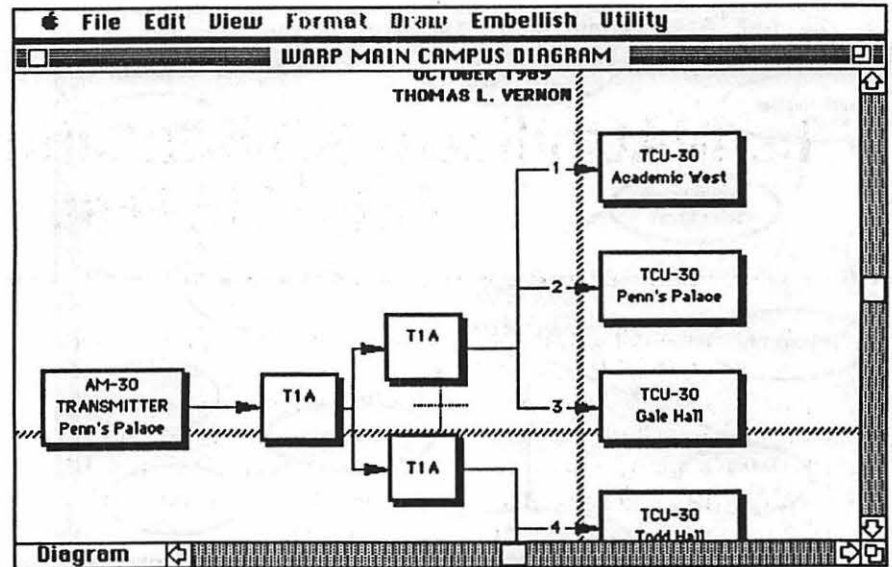 File Edit View Format Draw Embellish Utility
WARP MAIN CAMPUS DIAGRAM
OCTOBER 1989
THOMAS L. VERNON
1
TCU-30
Academic West
2
TCU-30
Penn's Palace
T1A
AM-30
TRANSMITTER
Penn's Palace
T1A
3
TCU-30
Gale Hall
T1A
4
TCU-30
Todd Hall
Diagram